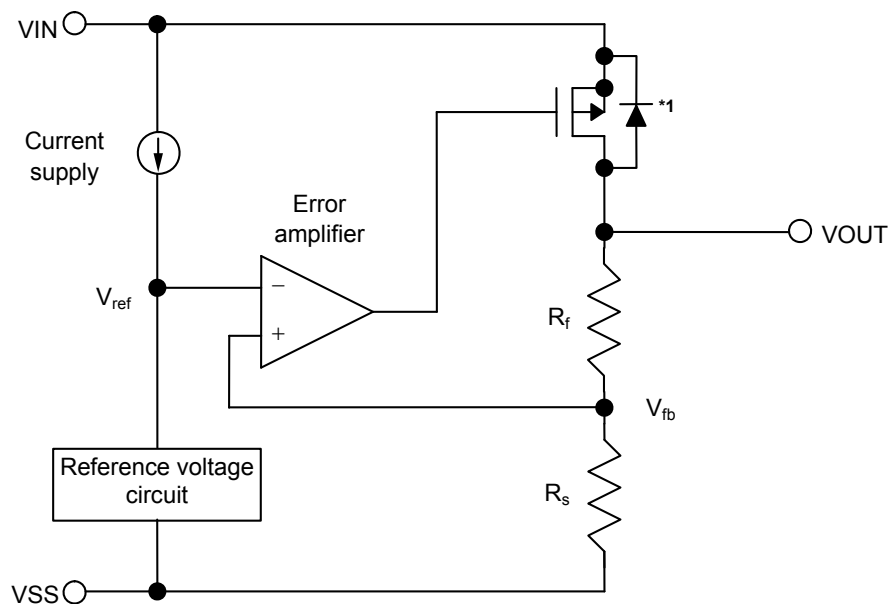 VIN
*1
Current
supply
Error
amplifier
VOUT
Vref
−
+
Rf
Vfb
Reference voltage
circuit
Rs
VSS